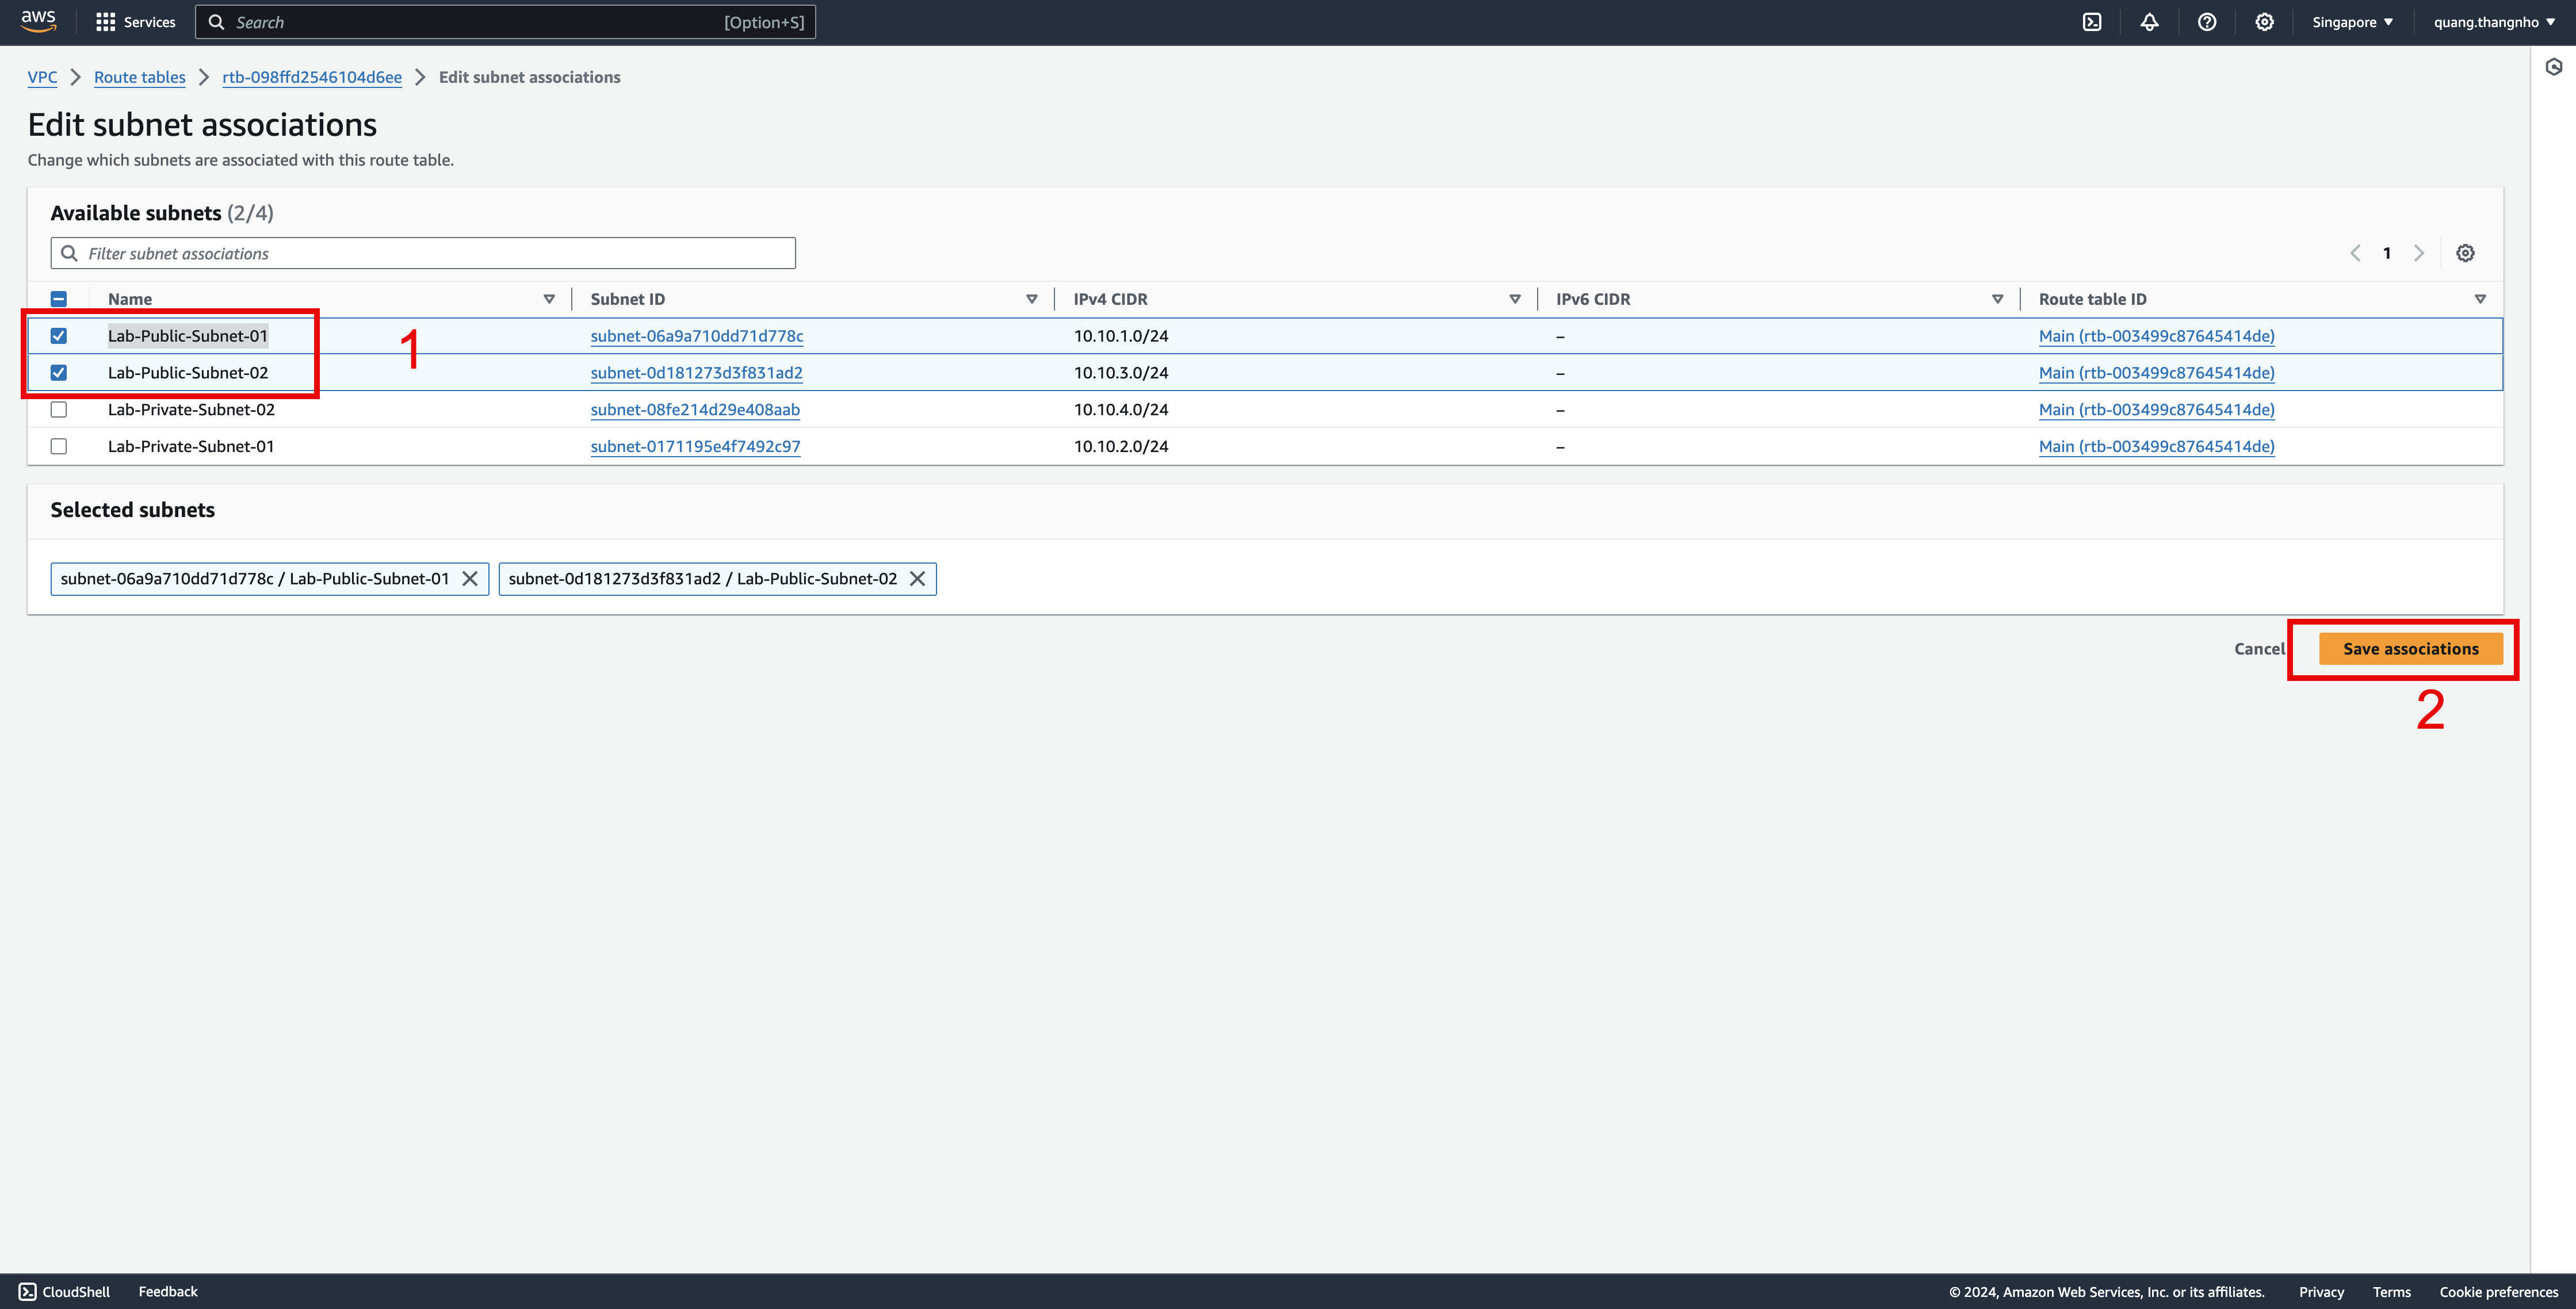 aws Services Search [Option+S] Singapore ▼ quang.thangnho ▼
VPC > Route tables > rtb-098ffd2546104d6ee > Edit subnet associations
Edit subnet associations
Change which subnets are associated with this route table.
Available subnets (2/4)
Filter subnet associations
1
Name Subnet ID IPv4 CIDR IPv6 CIDR Route table ID
Lab-Public-Subnet-01 subnet-06a9a710dd71d778c 10.10.1.0/24 – Main (rtb-003499c87645414de)
1
Lab-Public-Subnet-02 subnet-0d181273d3f831ad2 10.10.3.0/24 – Main (rtb-003499c87645414de)
Lab-Private-Subnet-02 subnet-08fe214d29e408aab 10.10.4.0/24 – Main (rtb-003499c87645414de)
Lab-Private-Subnet-01 subnet-0171195e4f7492c97 10.10.2.0/24 – Main (rtb-003499c87645414de)
Selected subnets
subnet-06a9a710dd71d778c / Lab-Public-Subnet-01 subnet-0d181273d3f831ad2 / Lab-Public-Subnet-02
Cancel Save associations
2
CloudShell Feedback © 2024, Amazon Web Services, Inc. or its affiliates. Privacy Terms Cookie preferences